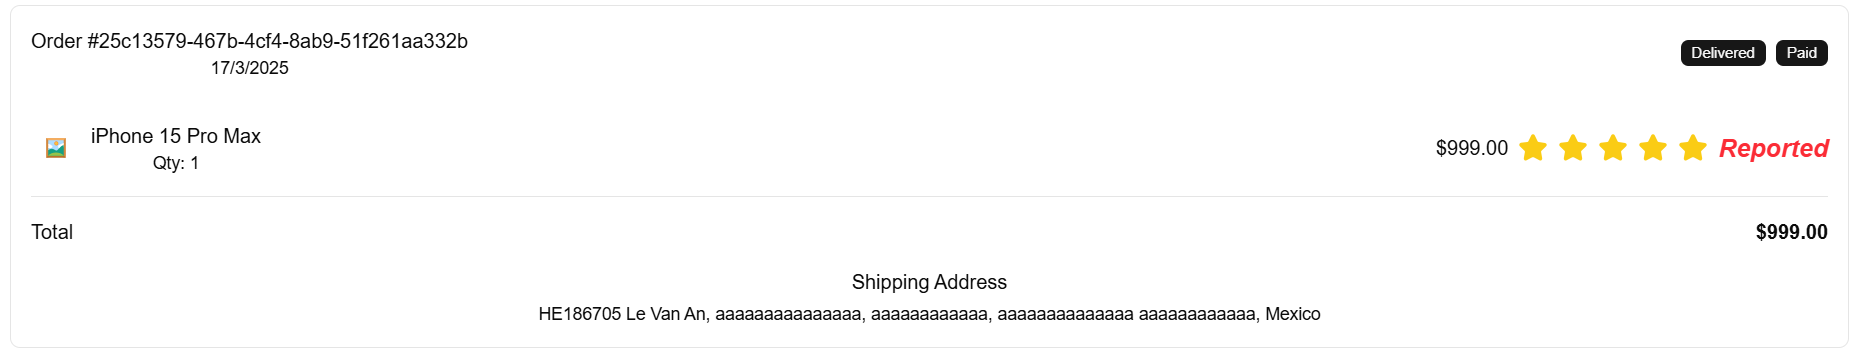 Order #25c13579-467b-4cf4-8ab9-51f261aa332b
17/3/2025
Delivered Paid
iPhone 15 Pro Max
Qty: 1
$999.00 Reported
Total $999.00
Shipping Address
HE186705 Le Van An, aaaaaaaaaaaaaaa, aaaaaaaaaaaa, aaaaaaaaaaaaaa aaaaaaaaaaaa, Mexico